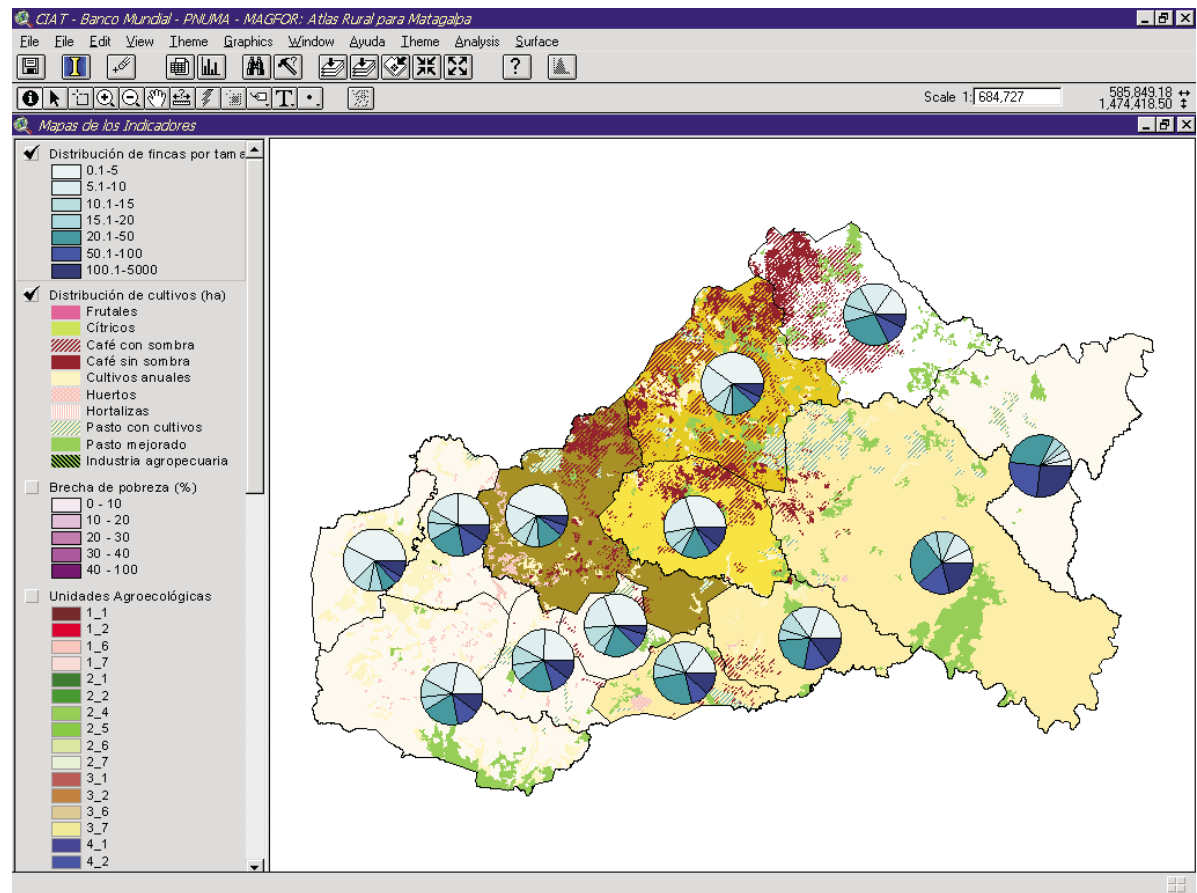 CIAT - Banco Mundial - PNUMA - MAGFOR: Atlas Rural para Matagalpa
File File Edit View Theme Graphics Window Ayuda Theme Analysis Surface
Scale 1: 684,727
585,849.18
1,474,418.50
Mapas de los Indicadores
Distribución de fincas por tama
0.1-5
5.1-10
10.1-15
15.1-20
20.1-50
50.1-100
100.1-5000
Distribución de cultivos (ha)
Frutales
Cítricos
Café con sombra
Café sin sombra
Cultivos anuales
Huertos
Hortalizas
Pasto con cultivos
Pasto mejorado
Industria agropecuaria
Brecha de pobreza (%)
0 - 10
10 - 20
20 - 30
30 - 40
40 - 100
Unidades Agroecológicas
1_1
1_2
1_6
1_7
2_1
2_2
2_4
2_5
2_6
2_7
3_1
3_2
3_6
3_7
4_1
4_2